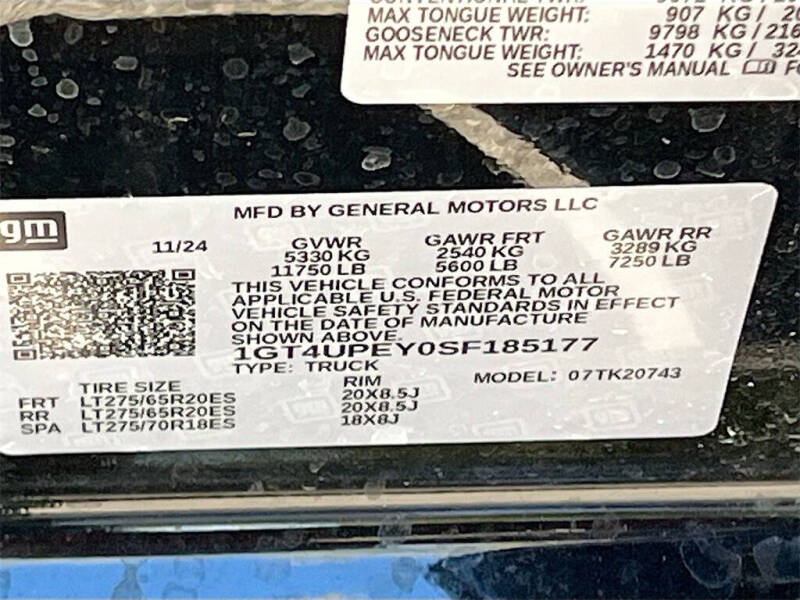 MAX TONGUE WEIGHT: 907 KG / 20
GOOSENECK TWR: 9798 KG/ 216
MAX TONGUE WEIGHT: 1470 KG / 32
SEE OWNER'S MANUAL
gm
MFD BY GENERAL MOTORS LLC
11/24
GVWR GAWR FRT GAWR RR
5330 KG 2540 KG 3289 KG
11750 LB 5600 LB 7250 LB
THIS VEHICLE CONFORMS TO ALL
APPLICABLE U.S. FEDERAL MOTOR
VEHICLE SAFETY STANDARDS IN EFFECT
ON THE DATE OF MANUFACTURE
SHOWN ABOVE.
1GT4UPEY0SF185177
TYPE: TRUCK MODEL: 07TK20743
TIRE SIZE RIM
FRT LT275/65R20ES 20X8.5J
RR LT275/65R20ES 20X8.5J
SPA LT275/70R18ES 18X8J